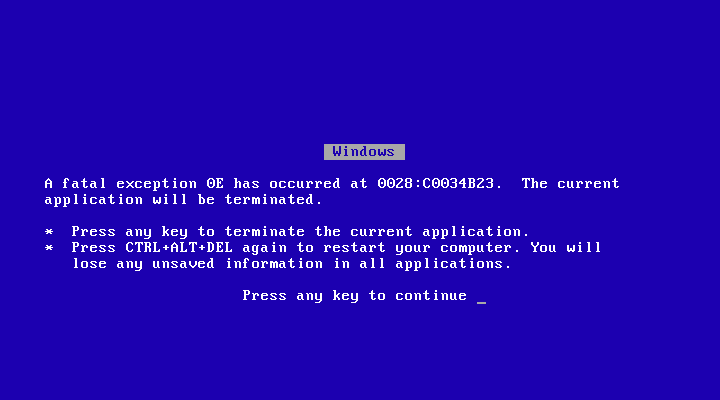 Windows
A fatal exception 0E has occurred at 0028:C0034B23. The current
application will be terminated.
* Press any key to terminate the current application.
* Press CTRL+ALT+DEL again to restart your computer. You will
lose any unsaved information in all applications.
Press any key to continue _